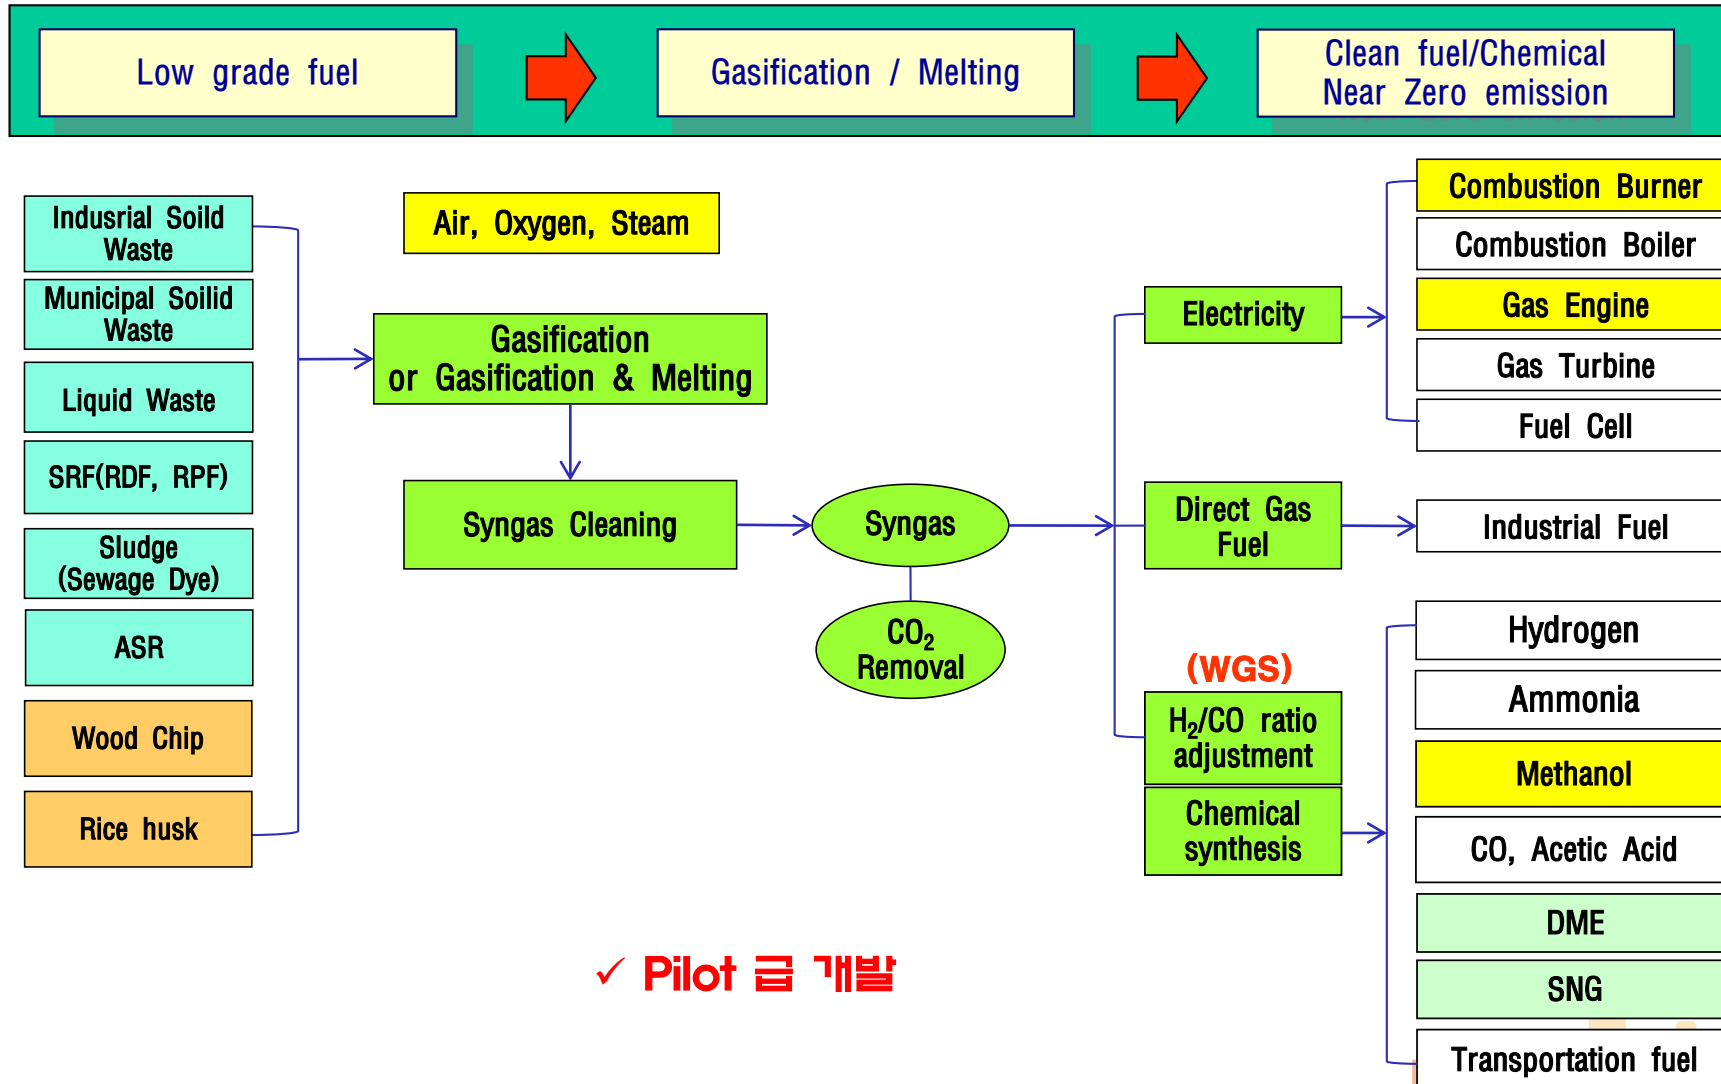 Low grade fuel
Gasification / Melting
Clean fuel/Chemical
Near Zero emission
Indusrial Soild
Waste
Municipal Soilid
Waste
Liquid Waste
SRF(RDF, RPF)
Sludge
(Sewage Dye)
ASR
Wood Chip
Rice husk
Air, Oxygen, Steam
Gasification
or Gasification & Melting
Syngas Cleaning
Syngas
CO₂
Removal
Electricity
Direct Gas
Fuel
(WGS)
H₂/CO ratio
adjustment
Chemical
synthesis
Combustion Burner
Combustion Boiler
Gas Engine
Gas Turbine
Fuel Cell
Industrial Fuel
Hydrogen
Ammonia
Methanol
CO, Acetic Acid
DME
SNG
Transportation fuel
✓ Pilot 급 개발